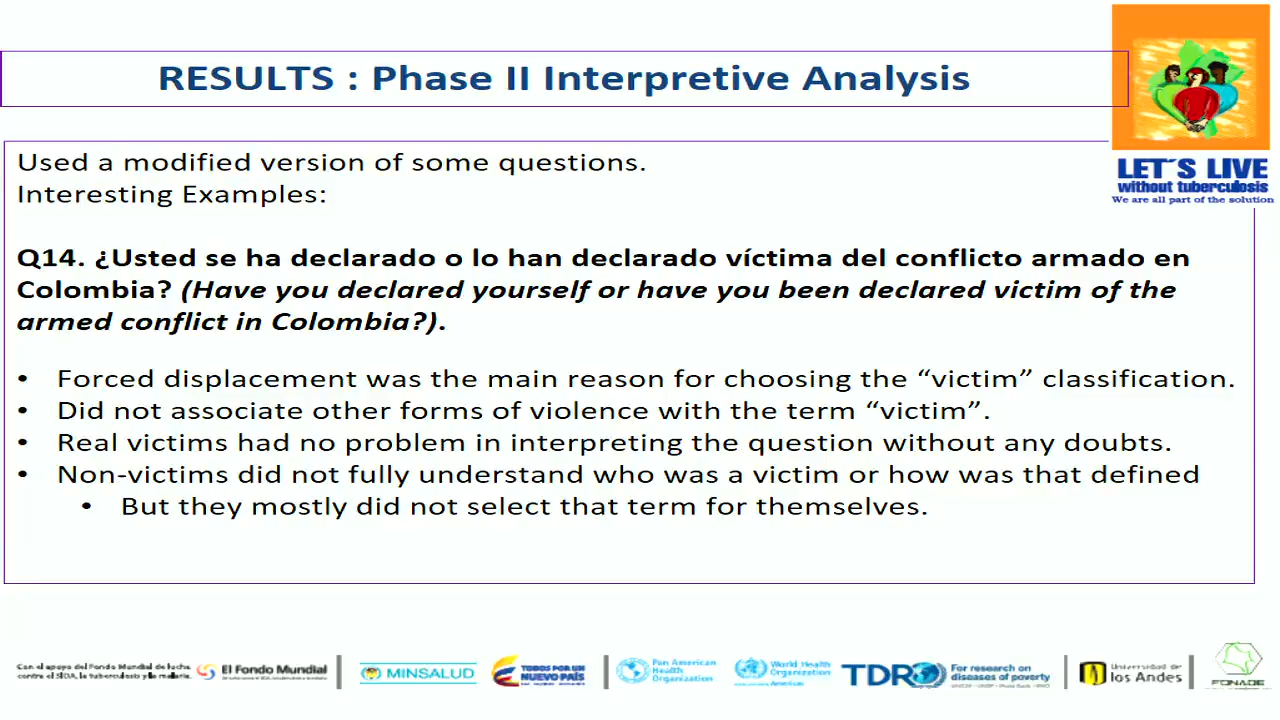 RESULTS : Phase II Interpretive Analysis
LET´S LIVE
without tuberculosis
We are all part of the solution
Used a modified version of some questions.
Interesting Examples:
Q14. ¿Usted se ha declarado o lo han declarado víctima del conflicto armado en
Colombia? (Have you declared yourself or have you been declared victim of the
armed conflict in Colombia?).
• Forced displacement was the main reason for choosing the “victim” classification.
• Did not associate other forms of violence with the term “victim”.
• Real victims had no problem in interpreting the question without any doubts.
• Non-victims did not fully understand who was a victim or how was that defined
• But they mostly did not select that term for themselves.
Con el apoyo del Fondo Mundial de lucha
contra el SIDA, la tuberculosis y la malaria.
El Fondo Mundial
MINSALUD
TODOS POR UN
NUEVO PAÍS
Pan American
Health
Organization
World Health
Organization
Americas
TDR
For research on
diseases of poverty
Universidad de
los Andes
FONADE